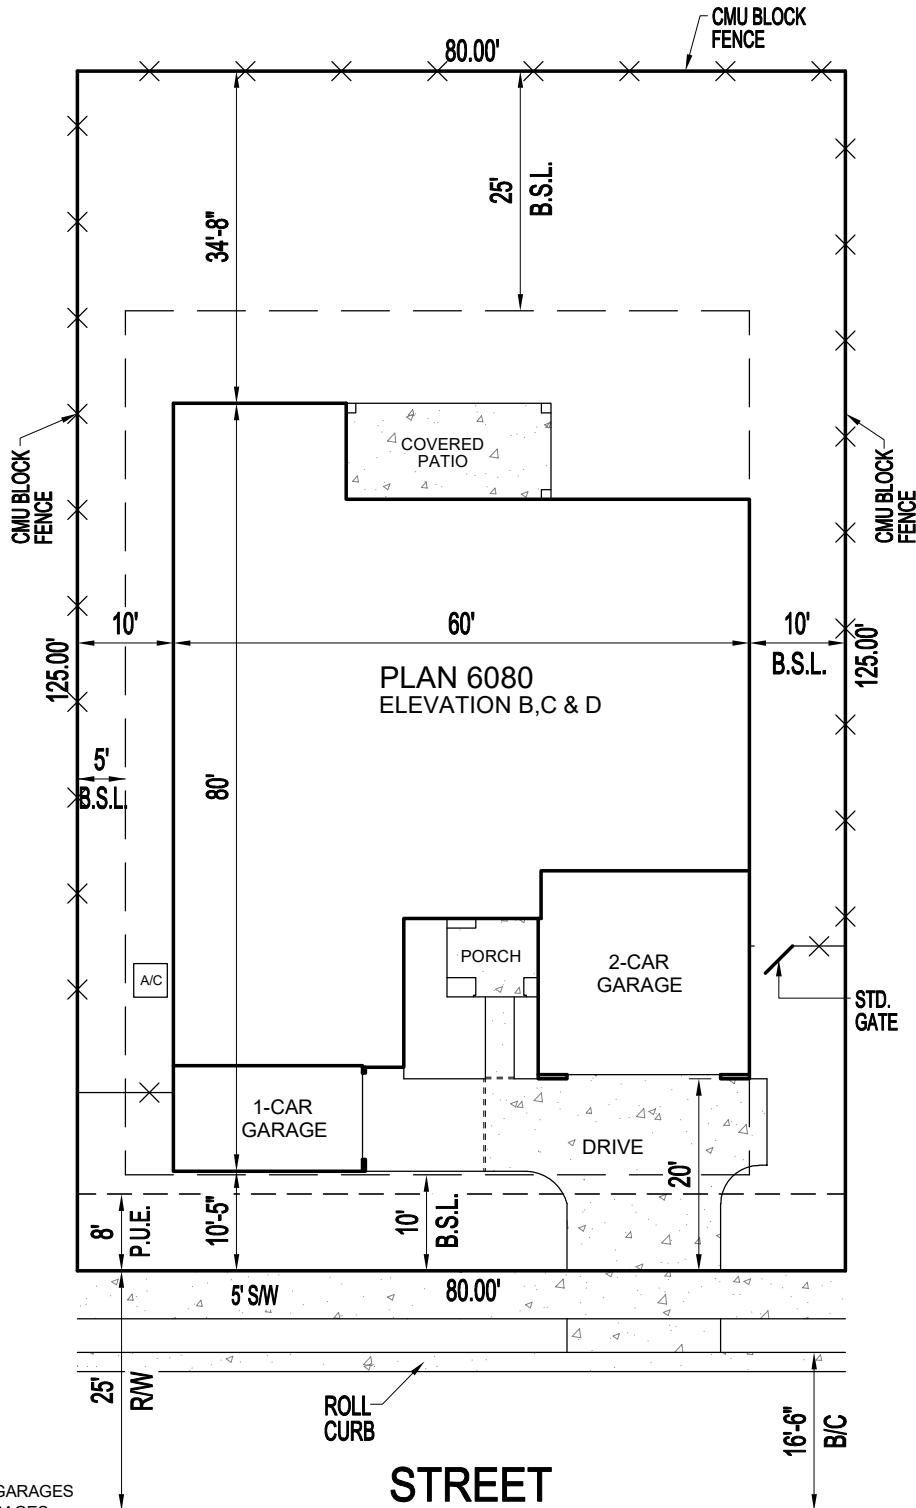 CMU BLOCK
FENCE
80.00'
25'
B.S.L.
34'-8"
COVERED
PATIO
CMU BLOCK
FENCE
CMU BLOCK
FENCE
10'
60'
10'
B.S.L.
125.00'
125.00'
PLAN 6080
ELEVATION B,C & D
5'
B.S.L.
80'
A/C
PORCH
2-CAR
GARAGE
STD.
GATE
1-CAR
GARAGE
DRIVE
20'
8'
P.U.E.
10'-5"
10'
B.S.L.
5' S/W
80.00'
25'
R/W
ROLL
CURB
16'-6"
B/C
STREET
GARAGES